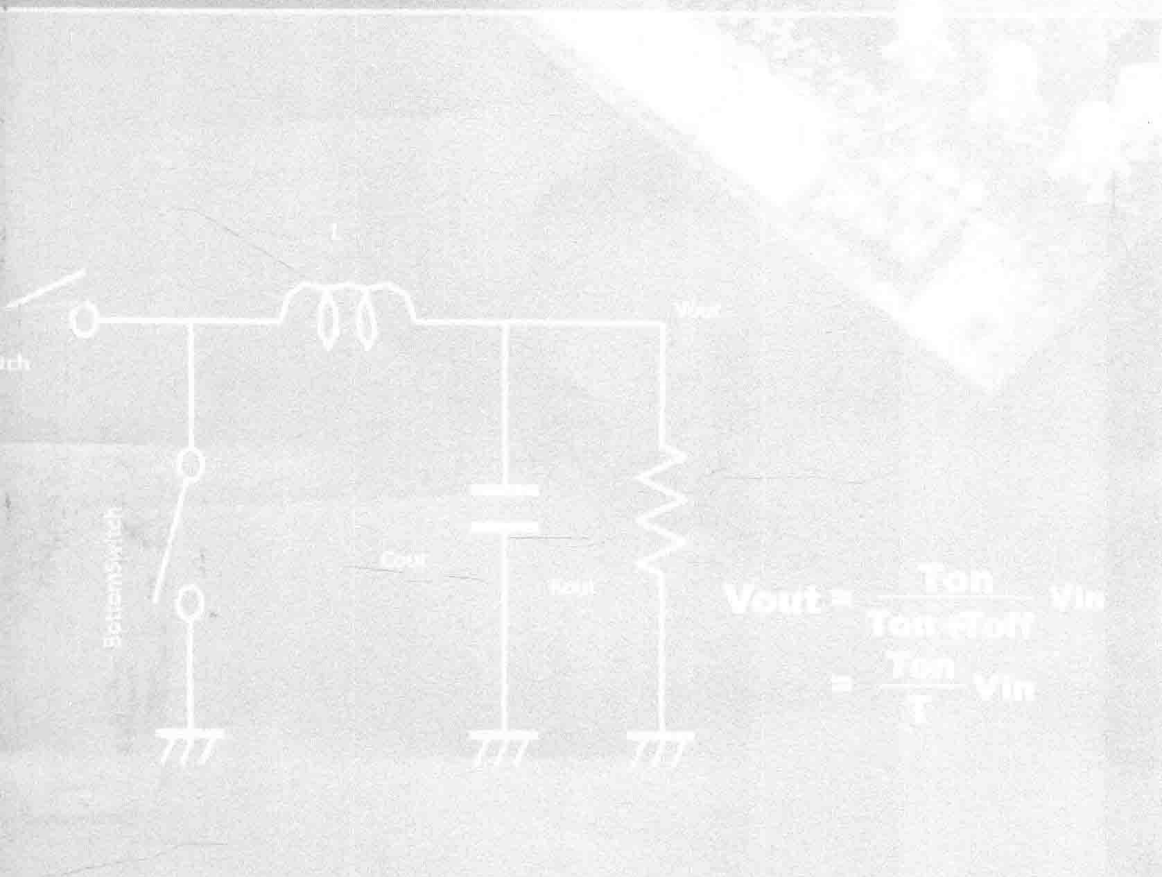 L
Vout
tch
BottomSwitch
Cout
Rout
Vout = Ton / Ton+Toff Vin
= Ton / T Vin